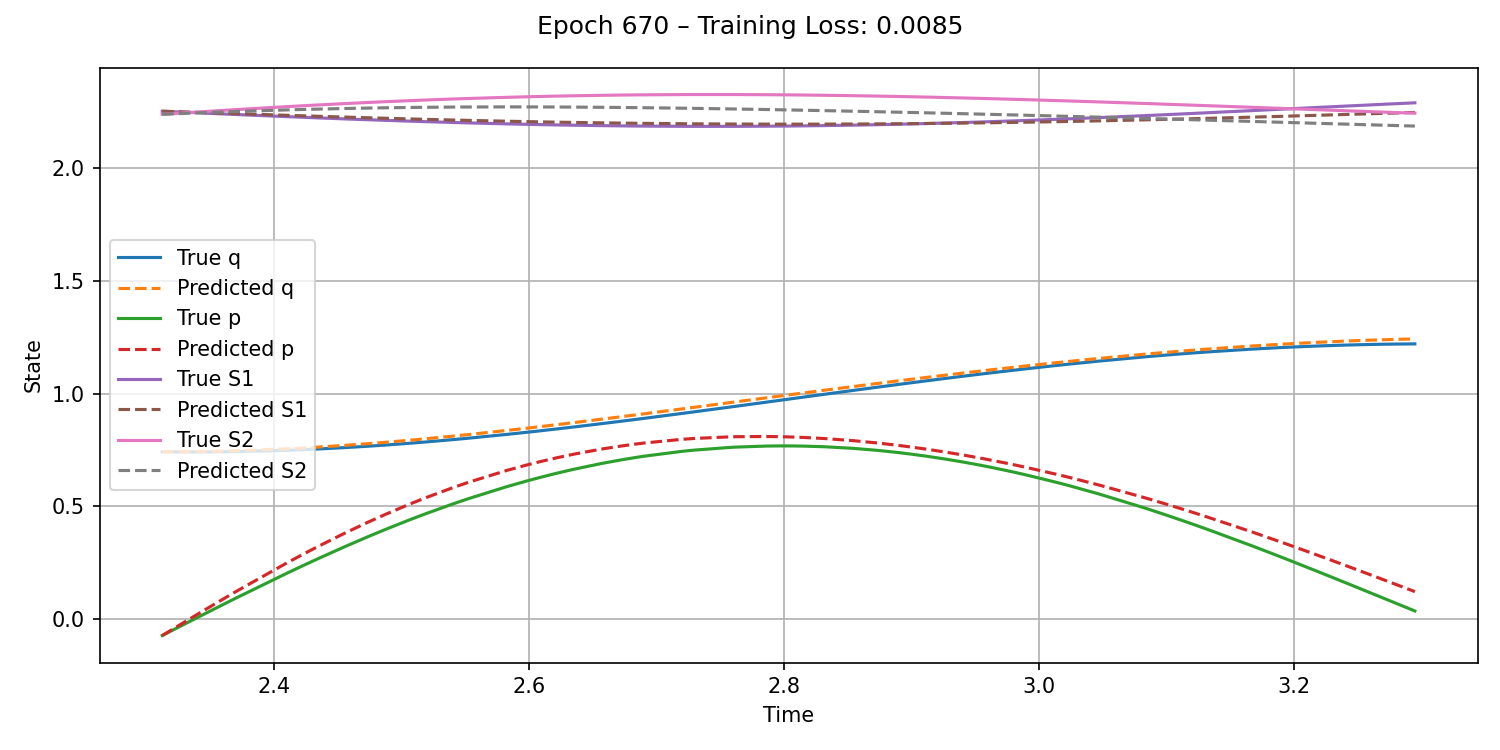 Epoch 670 – Training Loss: 0.0085
State
2.0
1.5
1.0
0.5
0.0
True q
Predicted q
True p
Predicted p
True S1
Predicted S1
True S2
Predicted S2
2.4 2.6 2.8 3.0 3.2
Time